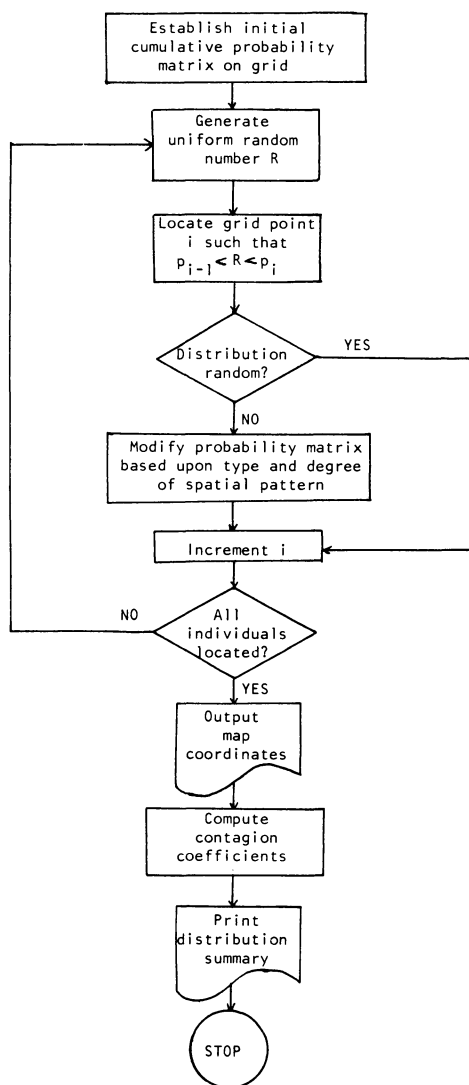 Establish initial
cumulative probability
matrix on grid
Generate
uniform random
number R
Locate grid point
i such that
p_{i-1} < R < p_i
Distribution
random?
YES
NO
Modify probability matrix
based upon type and degree
of spatial pattern
Increment i
NO
All
individuals
located?
YES
Output
map
coordinates
Compute
contagion
coefficients
Print
distribution
summary
STOP